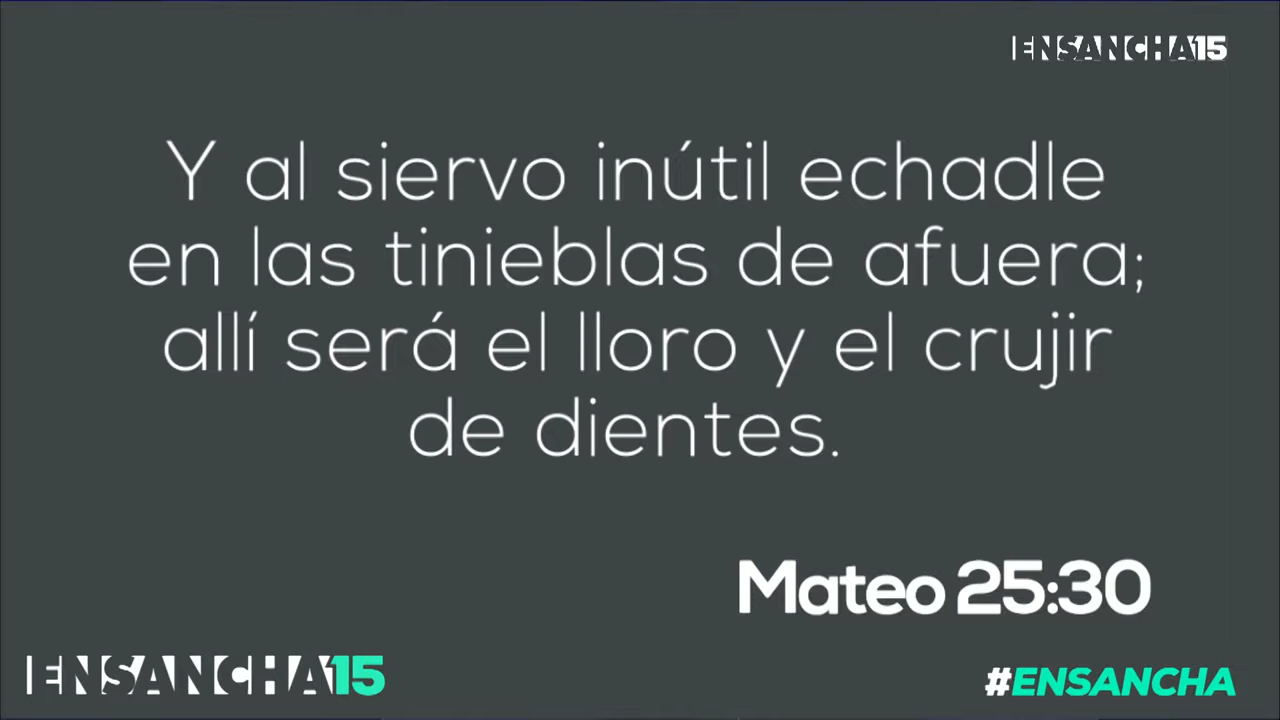 ENSANCHA15
Y al siervo inútil echadle
en las tinieblas de afuera;
allí será el lloro y el crujir
de dientes.
Mateo 25:30
ENSANCHA15
#ENSANCHA